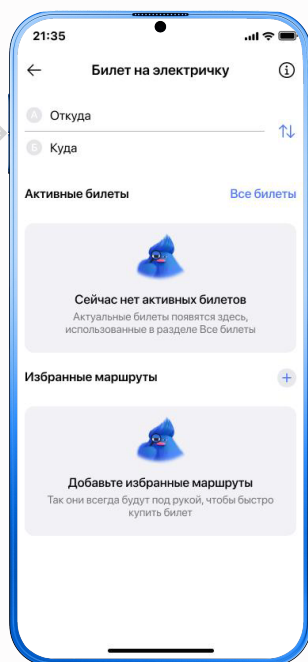 21:35
Билет на электричку
А Откуда
Б Куда
Активные билеты Все билеты
Сейчас нет активных билетов
Актуальные билеты появятся здесь,
использованные в разделе Все билеты
Избранные маршруты +
Добавьте избранные маршруты
Так они всегда будут под рукой, чтобы быстро
купить билет